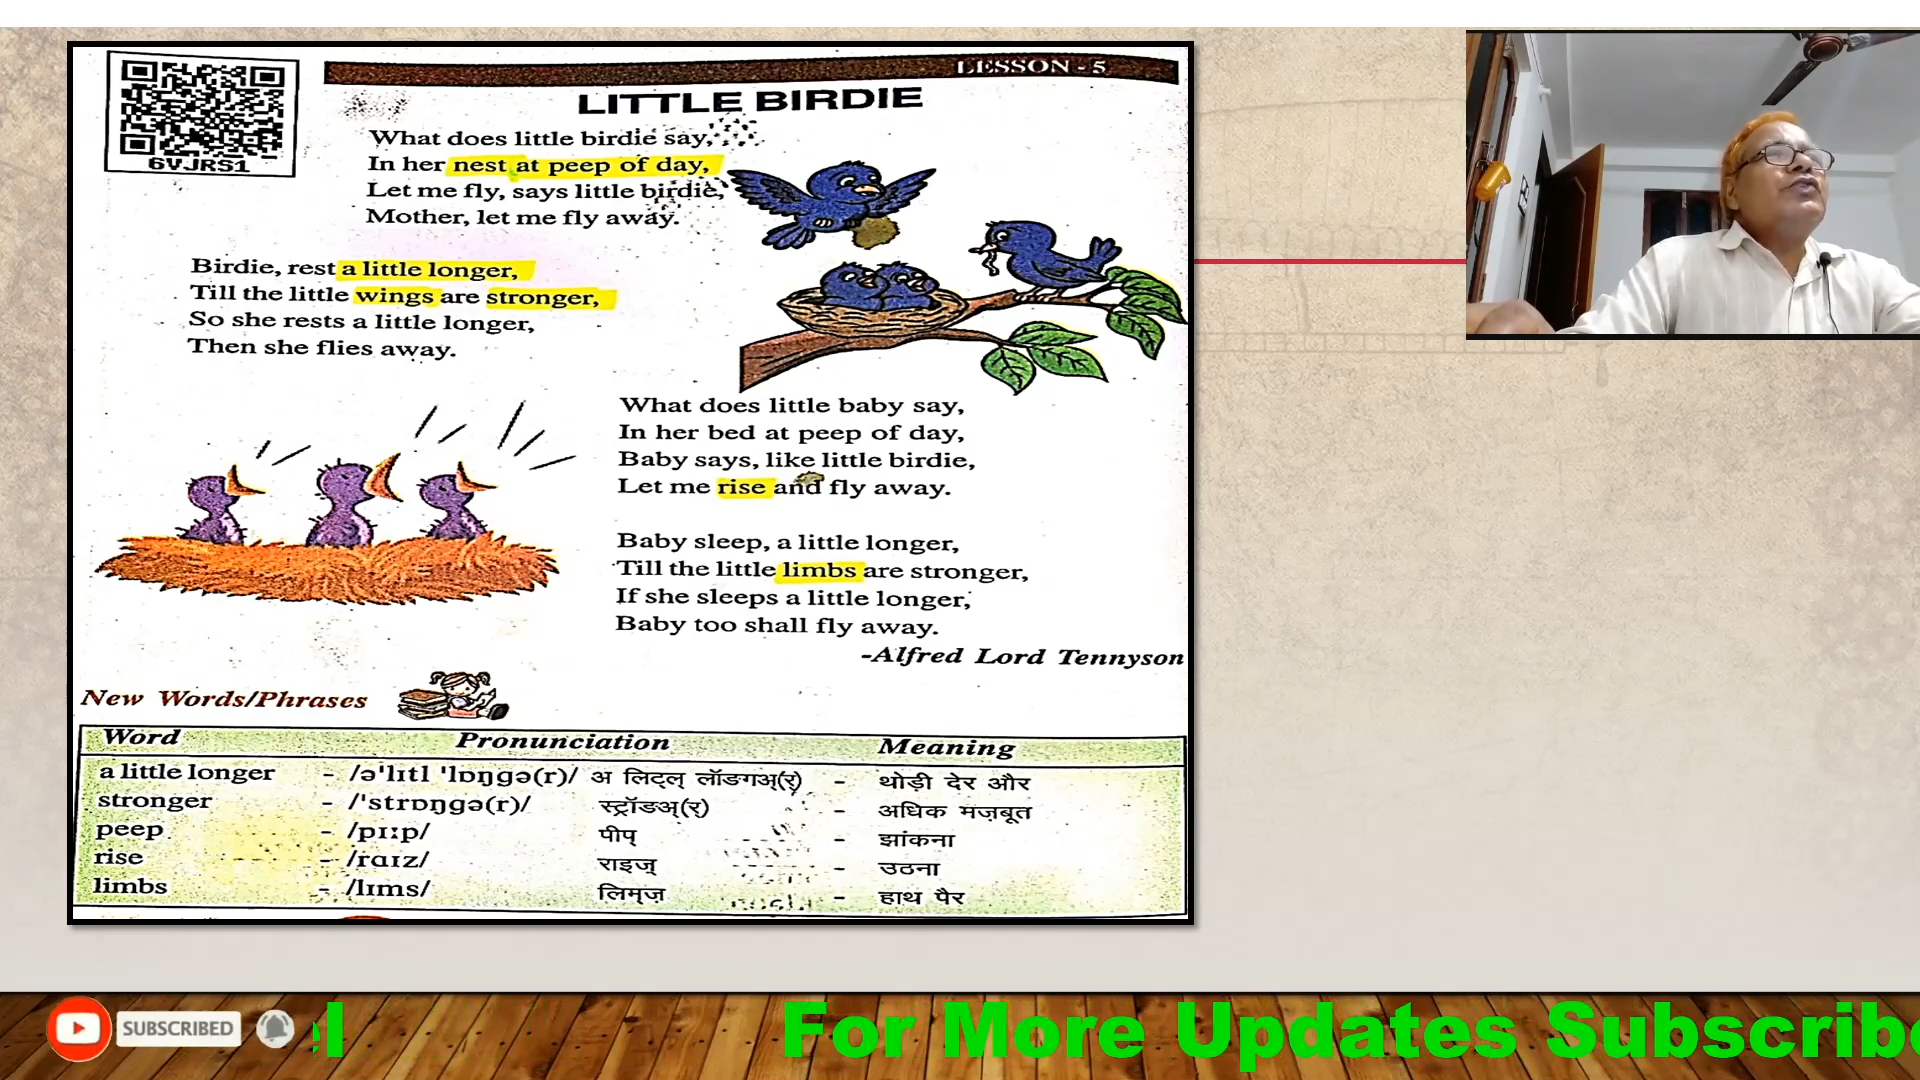 6VJRS1
LESSON - 5
LITTLE BIRDIE
What does little birdie say,
In her nest at peep of day,
Let me fly, says little birdie,
Mother, let me fly away.
Birdie, rest a little longer,
Till the little wings are stronger,
So she rests a little longer,
Then she flies away.
What does little baby say,
In her bed at peep of day,
Baby says, like little birdie,
Let me rise and fly away.
Baby sleep, a little longer,
Till the little limbs are stronger,
If she sleeps a little longer,
Baby too shall fly away.
-Alfred Lord Tennyson
New Words/Phrases
Word Pronunciation Meaning
a little longer - /ə'lɪtl 'lɒŋgə(r)/ अ लिट्ल् लॉङगअ्(र्) - थोड़ी देर और
stronger - /'strɒŋgə(r)/ स्ट्रॉङअ्(र्) - अधिक मज़बूत
peep - /pɪːp/ पीप् - झांकना
rise - /raɪz/ राइज् - उठना
limbs - /lɪms/ लिम्ज़ - हाथ पैर
SUBSCRIBED
For More Updates Subscribe